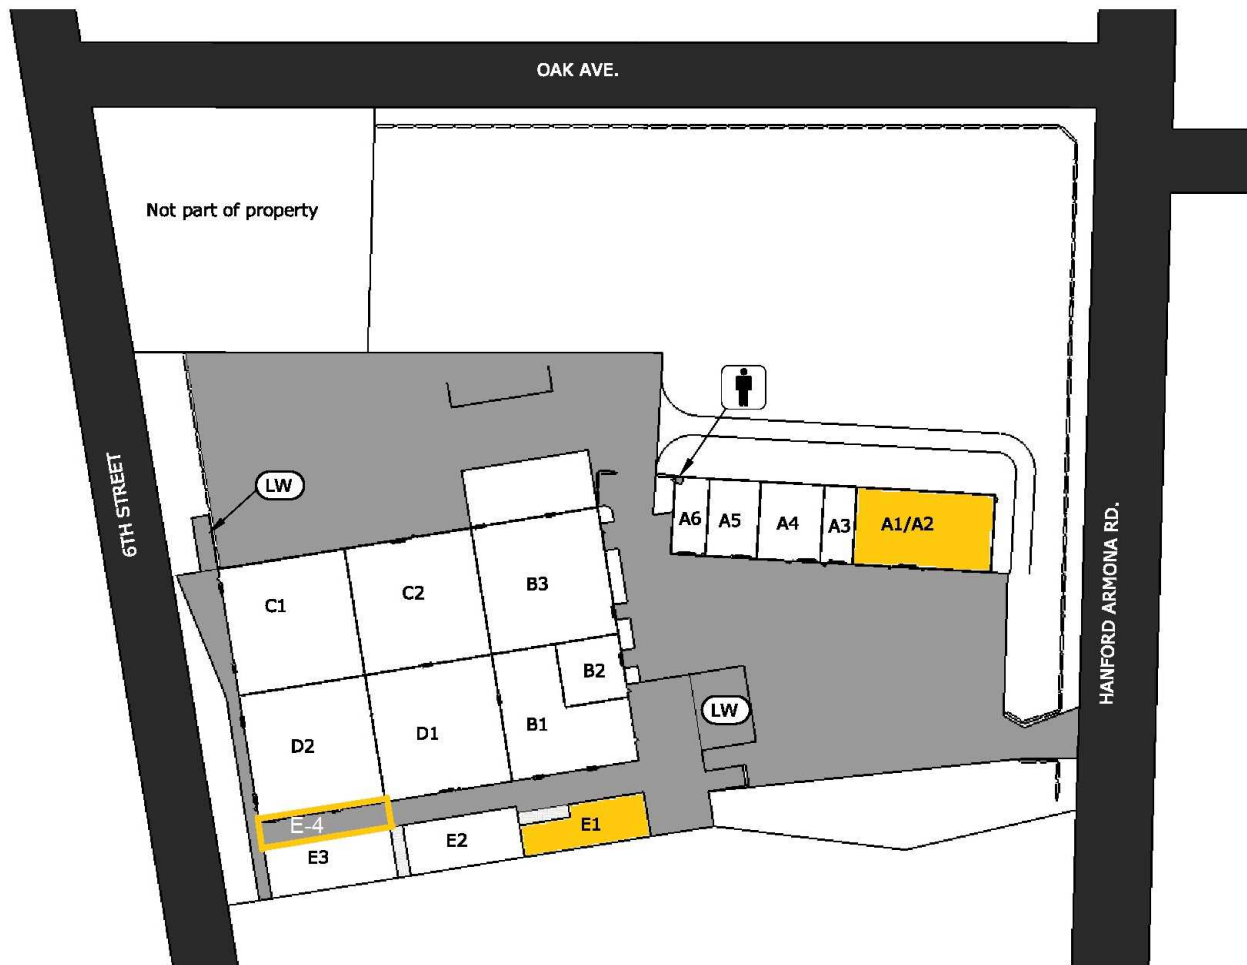 OAK AVE.
Not part of property
6TH STREET
LW
A6
A5
A4
A3
A1/A2
HANFORD ARMONA RD.
C1
C2
B3
B2
LW
D2
D1
B1
E-4
E3
E2
E1